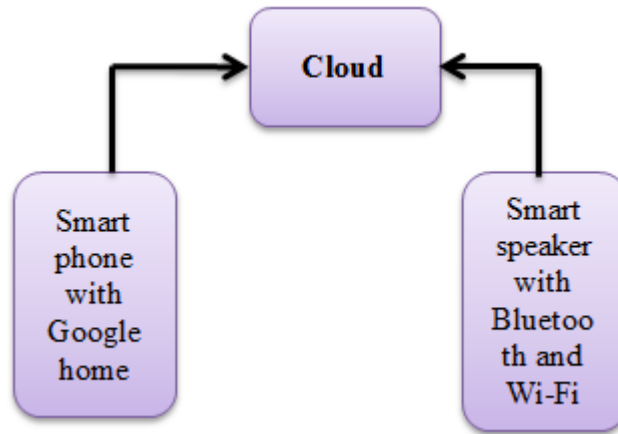 Cloud
Smart
phone
with
Google
home
Smart
speaker
with
Bluetoo
th and
Wi-Fi